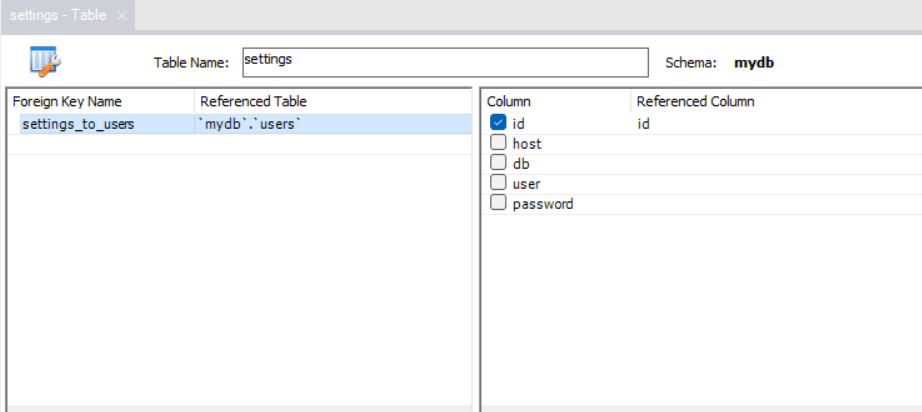 settings - Table ×
Table Name: settings Schema: mydb
Foreign Key Name Referenced Table
settings_to_users `mydb`.`users`
Column Referenced Column
id id
host
db
user
password